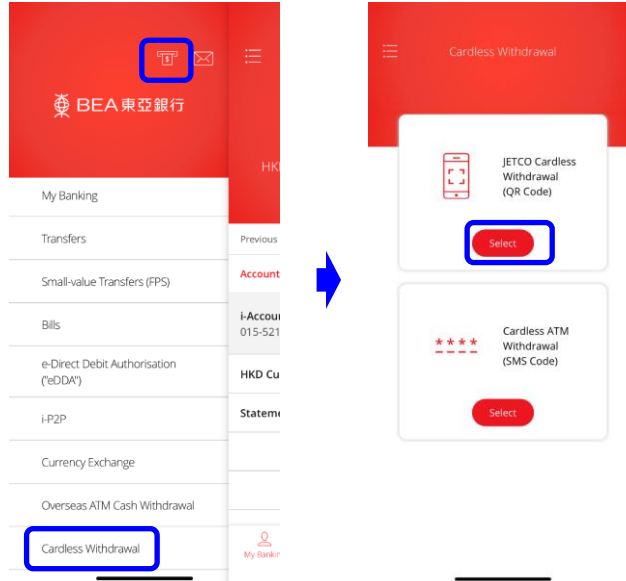 BEA東亞銀行
My Banking
Transfers
Small-value Transfers (FPS)
Bills
e-Direct Debit Authorisation
("eDDA")
i-P2P
Currency Exchange
Overseas ATM Cash Withdrawal
Cardless Withdrawal
HK
Previous
Account
i-Accou
015-521
HKD Cu
Stateme
My Bankin
Cardless Withdrawal
JETCO Cardless
Withdrawal
(QR Code)
Select
Cardless ATM
Withdrawal
(SMS Code)
Select